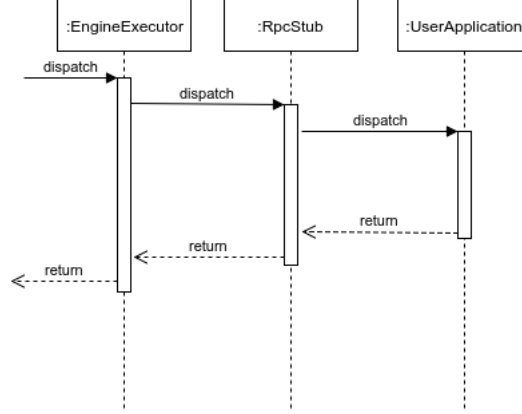 :EngineExecutor
:RpcStub
:UserApplication
dispatch
dispatch
dispatch
return
return
return